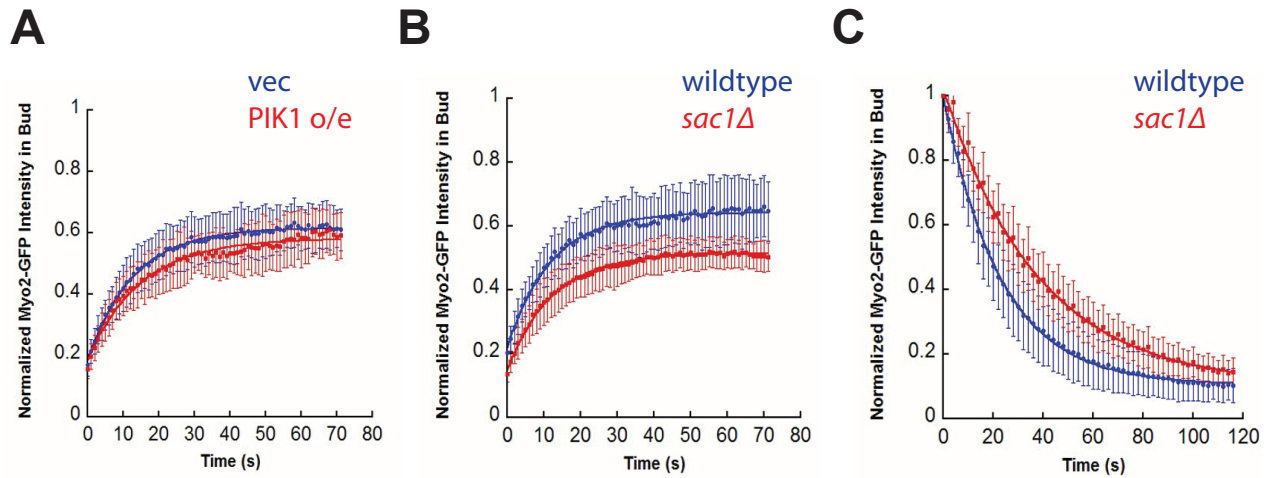 A
vec
PIK1 o/e
Normalized Myo2-GFP Intensity in Bud
1
0.8
0.6
0.4
0.2
0
0 10 20 30 40 50 60 70 80
Time (s)
B
wildtype
sac1Δ
Normalized Myo2-GFP Intensity in Bud
1
0.8
0.6
0.4
0.2
0
0 10 20 30 40 50 60 70 80
Time (s)
C
wildtype
sac1Δ
Normalized Myo2-GFP Intensity in Bud
1
0.8
0.6
0.4
0.2
0
0 20 40 60 80 100 120
Time (s)